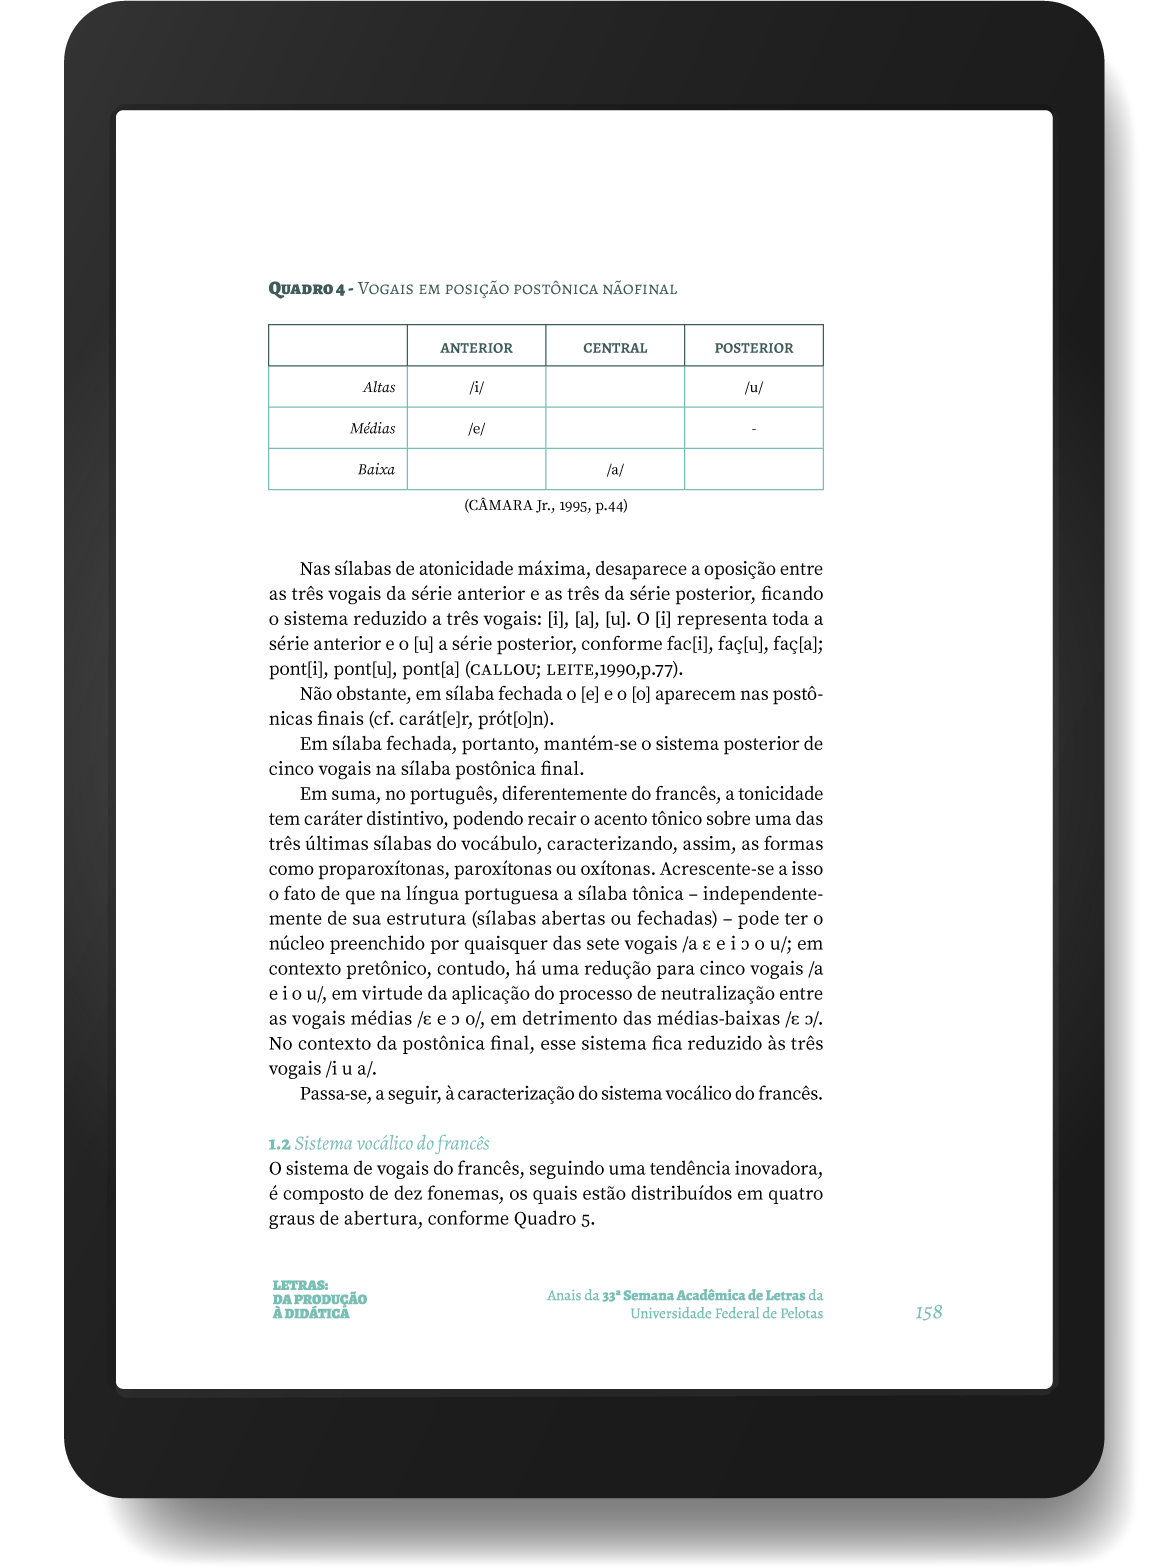 Quadro 4 - Vogais em posição postônica nãofinal
ANTERIOR CENTRAL POSTERIOR
Altas /i/ /u/
Médias /e/ -
Baixa /a/
(CÂMARA Jr., 1995, p.44)
Nas sílabas de atonicidade máxima, desaparece a oposição entre
as três vogais da série anterior e as três da série posterior, ficando
o sistema reduzido a três vogais: [i], [a], [u]. O [i] representa toda a
série anterior e o [u] a série posterior, conforme fac[i], faç[u], faç[a];
pont[i], pont[u], pont[a] (CALLOU; LEITE,1990,p.77).
Não obstante, em sílaba fechada o [e] e o [o] aparecem nas postô-
nicas finais (cf. carát[e]r, prót[o]n).
Em sílaba fechada, portanto, mantém-se o sistema posterior de
cinco vogais na sílaba postônica final.
Em suma, no português, diferentemente do francês, a tonicidade
tem caráter distintivo, podendo recair o acento tônico sobre uma das
três últimas sílabas do vocábulo, caracterizando, assim, as formas
como proparoxítonas, paroxítonas ou oxítonas. Acrescente-se a isso
o fato de que na língua portuguesa a sílaba tônica – independente-
mente de sua estrutura (sílabas abertas ou fechadas) – pode ter o
núcleo preenchido por quaisquer das sete vogais /a ε e i ɔ o u/; em
contexto pretônico, contudo, há uma redução para cinco vogais /a
e i o u/, em virtude da aplicação do processo de neutralização entre
as vogais médias /ε e ɔ o/, em detrimento das médias-baixas /ε ɔ/.
No contexto da postônica final, esse sistema fica reduzido às três
vogais /i u a/.
Passa-se, a seguir, à caracterização do sistema vocálico do francês.
1.2 Sistema vocálico do francês
O sistema de vogais do francês, seguindo uma tendência inovadora,
é composto de dez fonemas, os quais estão distribuídos em quatro
graus de abertura, conforme Quadro 5.
LETRAS:
DA PRODUÇÃO
À DIDÁTICA
Anais da 33ª Semana Acadêmica de Letras da
Universidade Federal de Pelotas
158